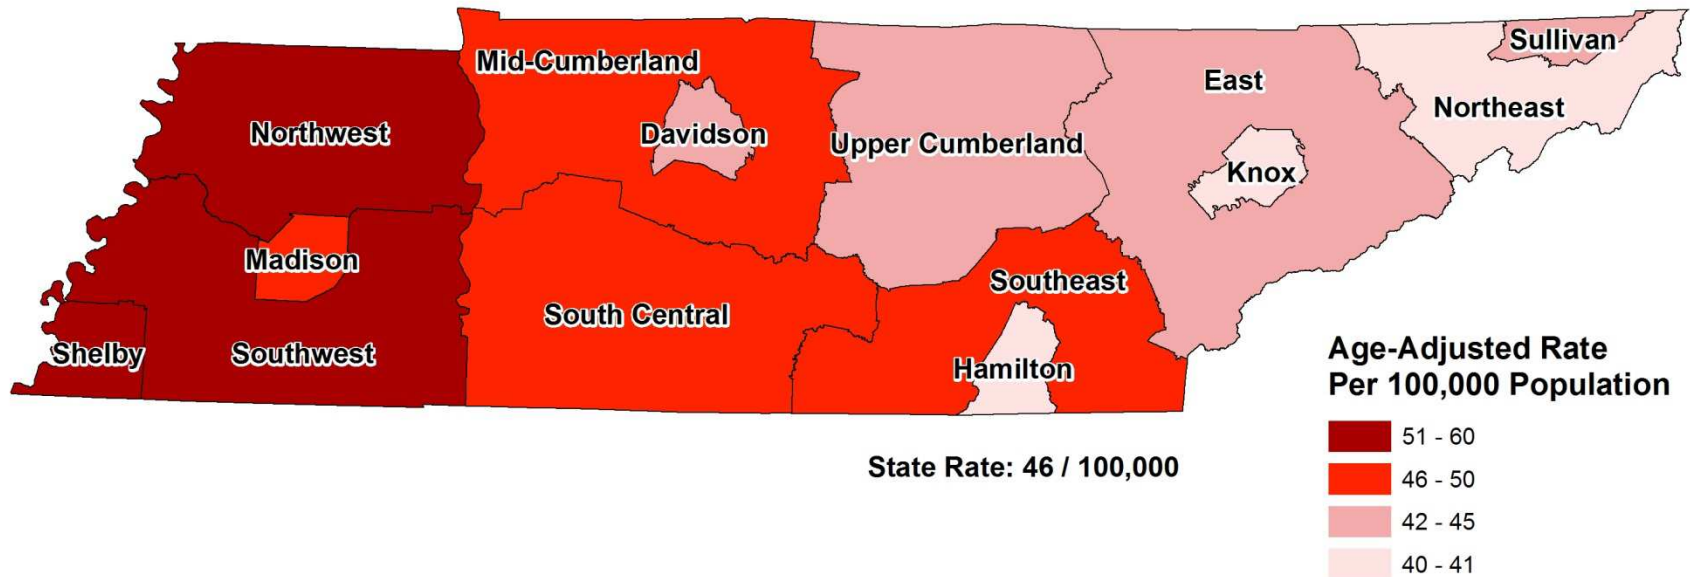 Sullivan
Mid-Cumberland
East
Northeast
Northwest
Davidson
Upper Cumberland
Knox
Madison
Southeast
South Central
Shelby
Southwest
Hamilton
Age-Adjusted Rate
Per 100,000 Population
51 - 60
46 - 50
42 - 45
40 - 41
State Rate: 46 / 100,000